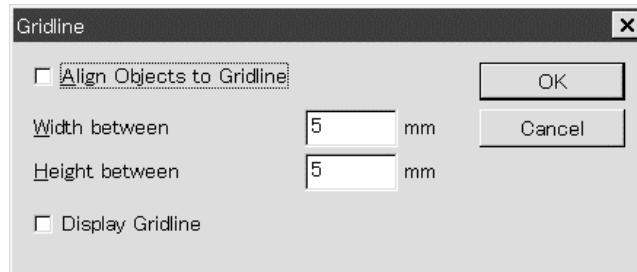 Gridline
Align Objects to Gridline
OK
Width between 5 mm
Cancel
Height between 5 mm
Display Gridline